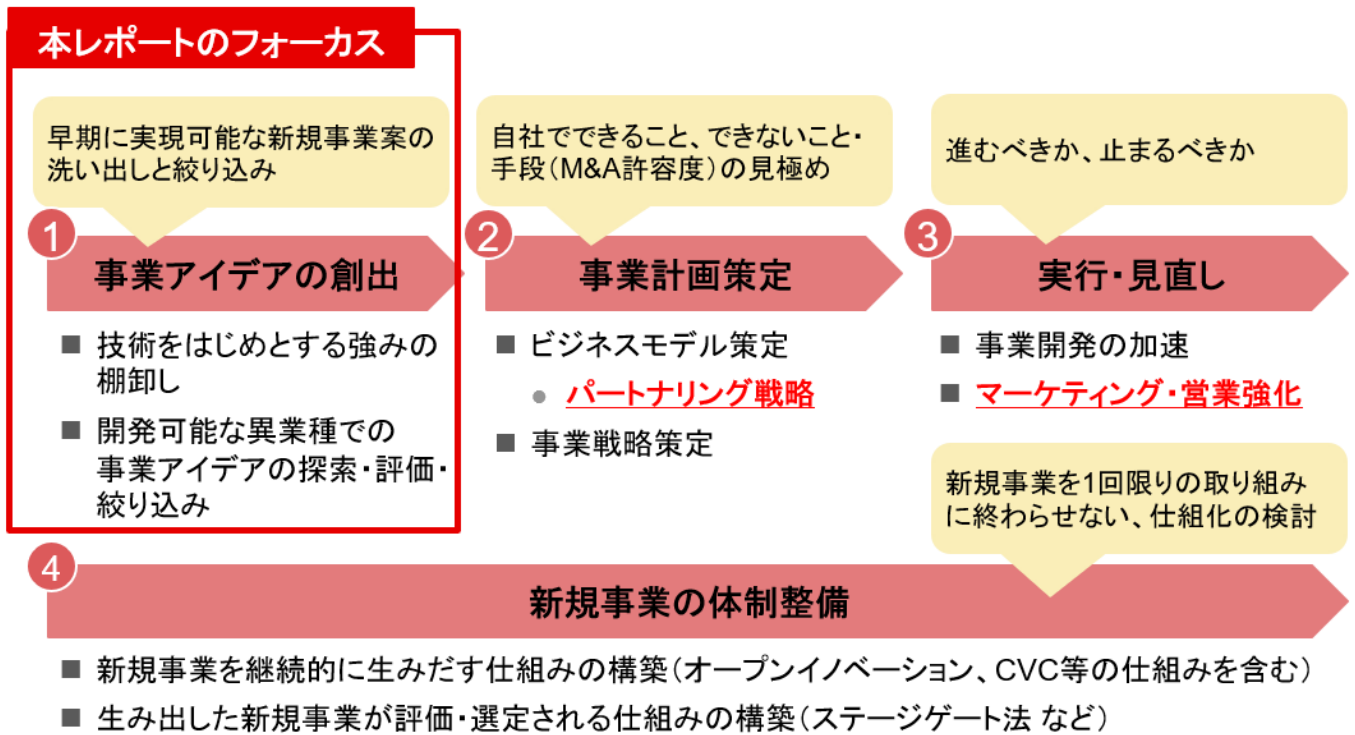 本レポートのフォーカス
早期に実現可能な新規事業案の
洗い出しと絞り込み
1
事業アイデアの創出
■ 技術をはじめとする強みの
棚卸し
■ 開発可能な異業種での
事業アイデアの探索・評価・
絞り込み
自社でできること、できないこと・
手段(M&A許容度)の見極め
2
事業計画策定
■ ビジネスモデル策定
● パートナリング戦略
■ 事業戦略策定
進むべきか、止まるべきか
3
実行・見直し
■ 事業開発の加速
■ マーケティング・営業強化
新規事業を1回限りの取り組み
に終わらせない、仕組化の検討
4
新規事業の体制整備
■ 新規事業を継続的に生みだす仕組みの構築(オープンイノベーション、CVC等の仕組みを含む)
■ 生み出した新規事業が評価・選定される仕組みの構築(ステージゲート法 など)